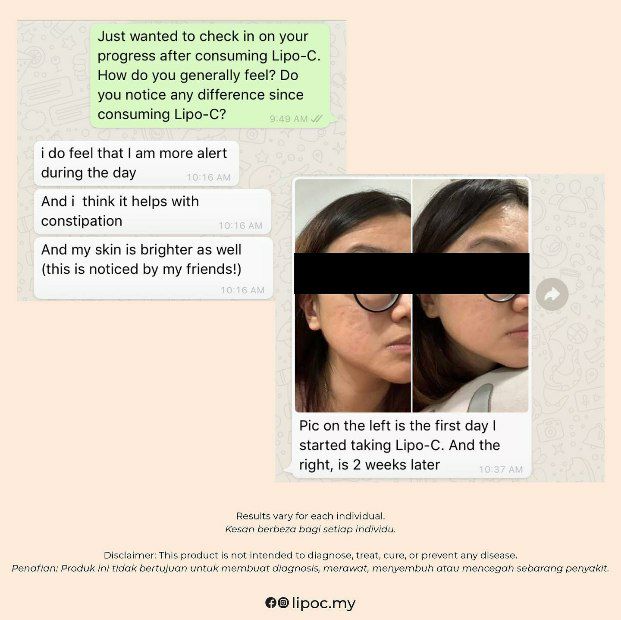 Just wanted to check in on your
progress after consuming Lipo-C.
How do you generally feel? Do
you notice any difference since
consuming Lipo-C?
9:49 AM
i do feel that I am more alert
during the day
10:16 AM
And i think it helps with
constipation
10:16 AM
And my skin is brighter as well
(this is noticed by my friends!)
10:16 AM
Pic on the left is the first day I
started taking Lipo-C. And the
right, is 2 weeks later
10:37 AM
Results vary for each individual.
Kesan berbeza bagi setiap individu.
Disclaimer: This product is not intended to diagnose, treat, cure, or prevent any disease.
Penafian: Produk ini tidak bertujuan untuk membuat diagnosis, merawat, menyembuh atau mencegah sebarang penyakit.
lipoc.my